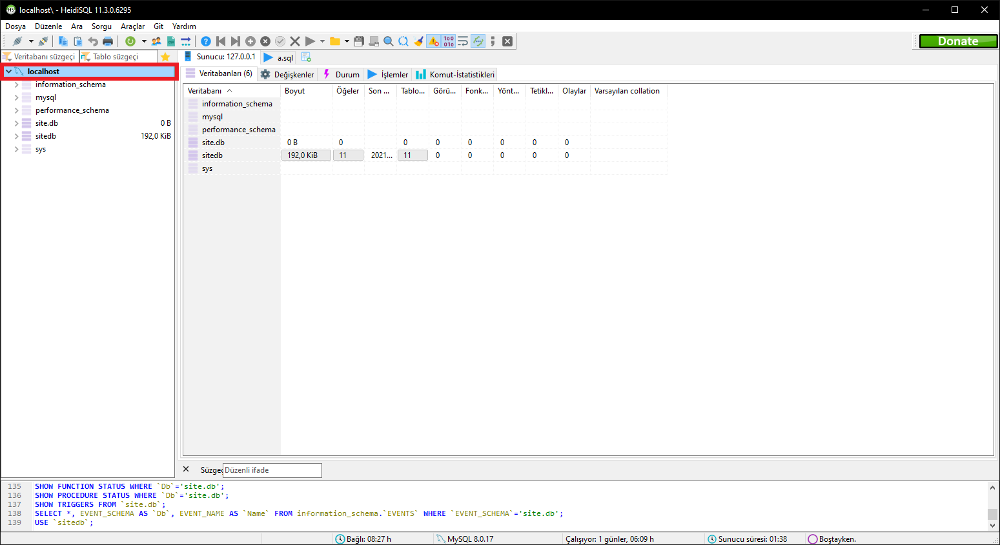 localhost\ - HeidiSQL 11.3.0.6295
Dosya Düzenle Ara Sorgu Araçlar Git Yardım
Donate
Veritabanı süzgeçi Tablo süzgeçi
Sunucu: 127.0.0.1 a.sql
localhost
information_schema
mysql
performance_schema
site.db 0 B
sitedb 192,0 KiB
sys
Veritabanları (6) Değişkenler Durum İşlemler Komut-İstatistikleri
Veritabanı Boyut Öğeler Son ... Tablo... Görü... Fonk... Yönt... Tetikl... Olaylar Varsayılan collation
information_schema
mysql
performance_schema
site.db 0 B 0 0 0 0 0 0 0
sitedb 192,0 KiB 11 2021... 11 0 0 0 0 0
sys
Süzgeç Düzenli ifade
135 SHOW FUNCTION STATUS WHERE `Db`='site.db';
136 SHOW PROCEDURE STATUS WHERE `Db`='site.db';
137 SHOW TRIGGERS FROM `site.db`;
138 SELECT *, EVENT_SCHEMA AS `Db`, EVENT_NAME AS `Name` FROM information_schema.`EVENTS` WHERE `EVENT_SCHEMA`='site.db';
139 USE `sitedb`;
Bağlı: 08:27 h MySQL 8.0.17 Çalışıyor: 1 günler, 06:09 h Sunucu süresi: 01:38 Boştayken.